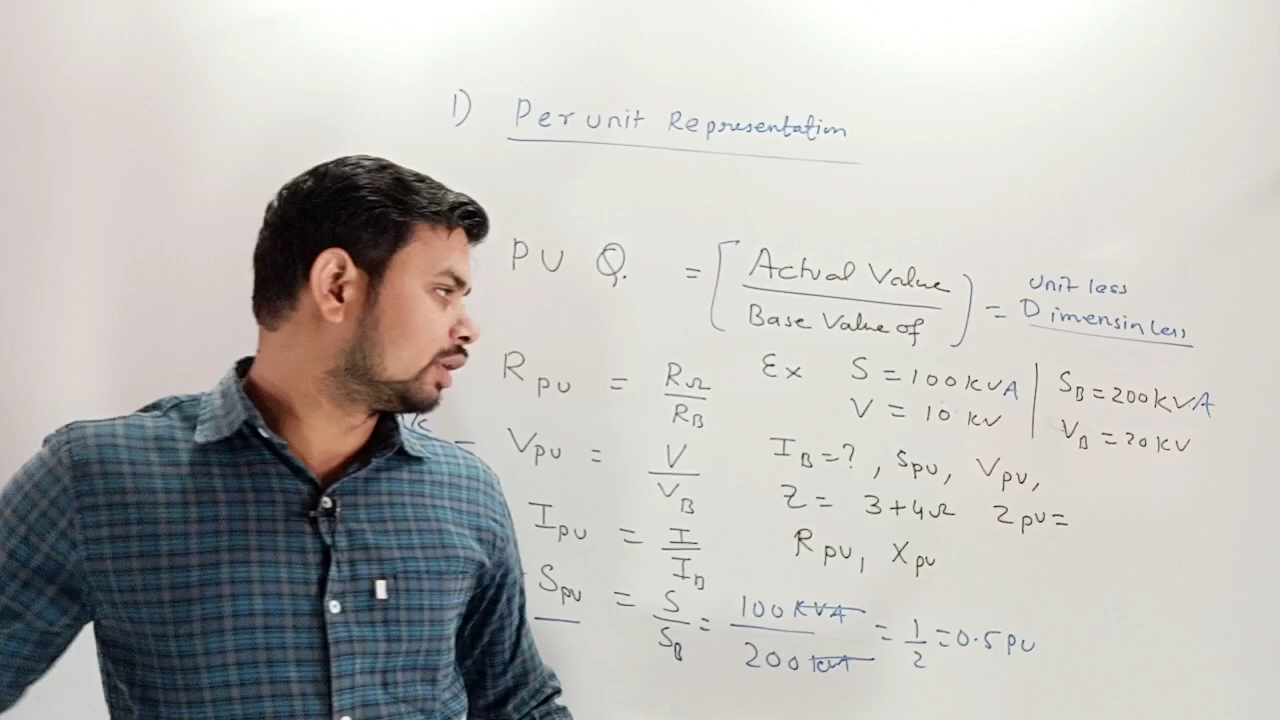 1) Per unit Representation
PU Q. = [Actual Value / Base Value of] = Unit less Dimensinless
R pu = RΩ / RB
Ex S = 100 KVA | SB = 200 KVA
V = 10 KV | VB = 20 KV
Vpu = V / VB
IB = ?, Spu, Vpu,
Z = 3+4Ω Zpu =
Ipu = I / IB
Rpu, Xpu
Spu = S / SB = 100 KVA / 200 KVA = 1/2 = 0.5 pu